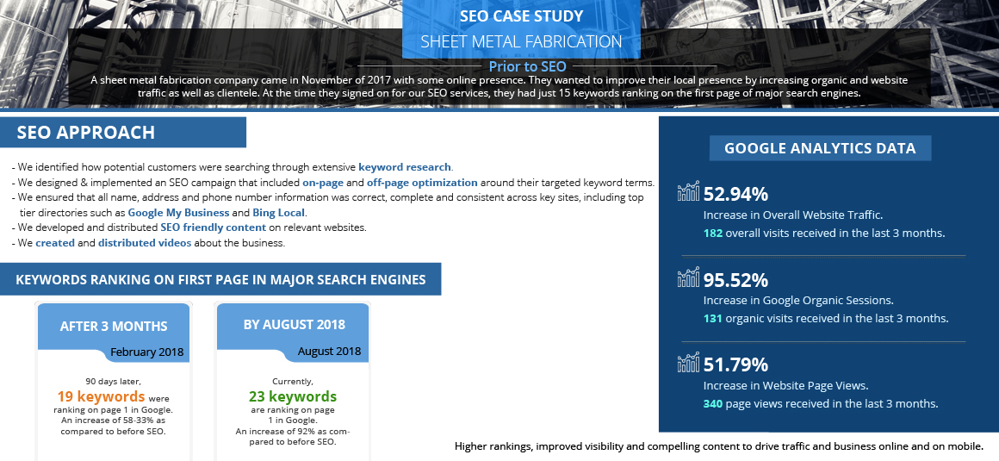 SEO CASE STUDY
SHEET METAL FABRICATION
Prior to SEO
A sheet metal fabrication company came in November of 2017 with some online presence. They wanted to improve their local presence by increasing organic and website
traffic as well as clientele. At the time they signed on for our SEO services, they had just 15 keywords ranking on the first page of major search engines.
SEO APPROACH
- We identified how potential customers were searching through extensive keyword research.
- We designed & implemented an SEO campaign that included on-page and off-page optimization around their targeted keyword terms.
- We ensured that all name, address and phone number information was correct, complete and consistent across key sites, including top
tier directories such as Google My Business and Bing Local.
- We developed and distributed SEO friendly content on relevant websites.
- We created and distributed videos about the business.
KEYWORDS RANKING ON FIRST PAGE IN MAJOR SEARCH ENGINES
AFTER 3 MONTHS
February 2018
90 days later,
19 keywords were
ranking on page 1 in Google.
An increase of 58-33% as
compared to before SEO.
BY AUGUST 2018
August 2018
Currently,
23 keywords
are ranking on page
1 in Google.
An increase of 92% as com-
pared to before SEO.
GOOGLE ANALYTICS DATA
52.94%
Increase in Overall Website Traffic.
182 overall visits received in the last 3 months.
95.52%
Increase in Google Organic Sessions.
131 organic visits received in the last 3 months.
51.79%
Increase in Website Page Views.
340 page views received in the last 3 months.
Higher rankings, improved visibility and compelling content to drive traffic and business online and on mobile.